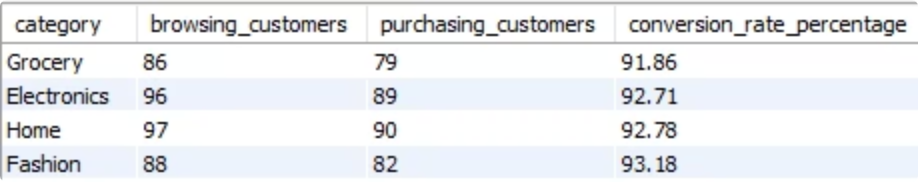 category browsing_customers purchasing_customers conversion_rate_percentage
Grocery 86 79 91.86
Electronics 96 89 92.71
Home 97 90 92.78
Fashion 88 82 93.18